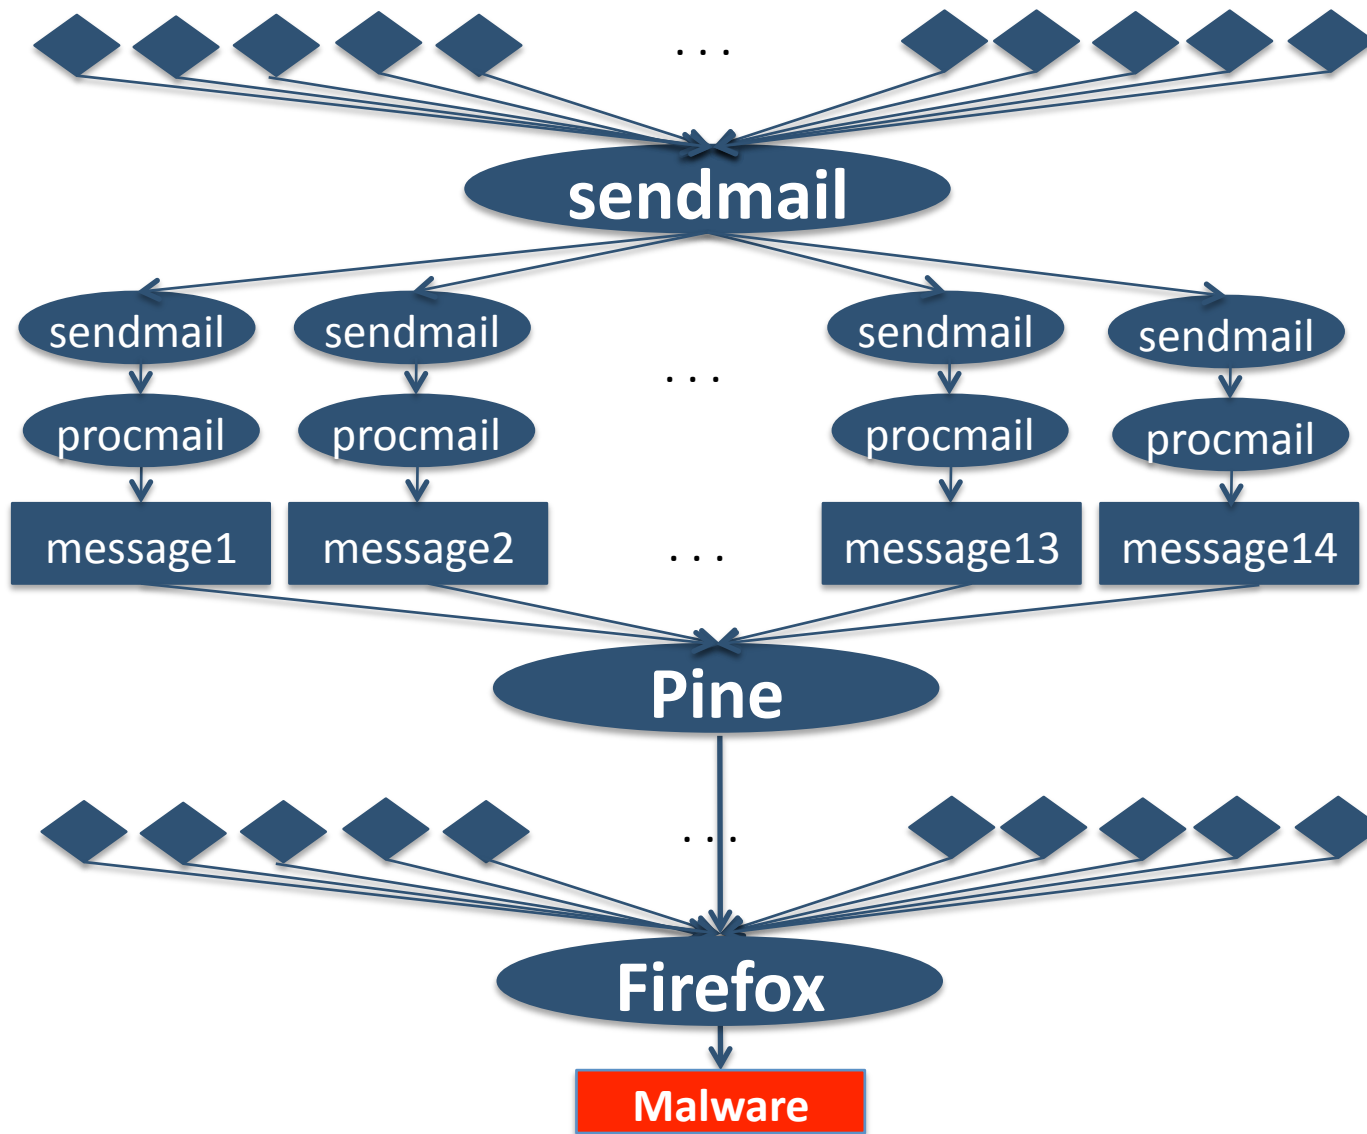 . . .
sendmail
sendmail sendmail sendmail sendmail
. . .
procmail procmail procmail procmail
message1 message2 . . . message13 message14
Pine
. . .
Firefox
Malware